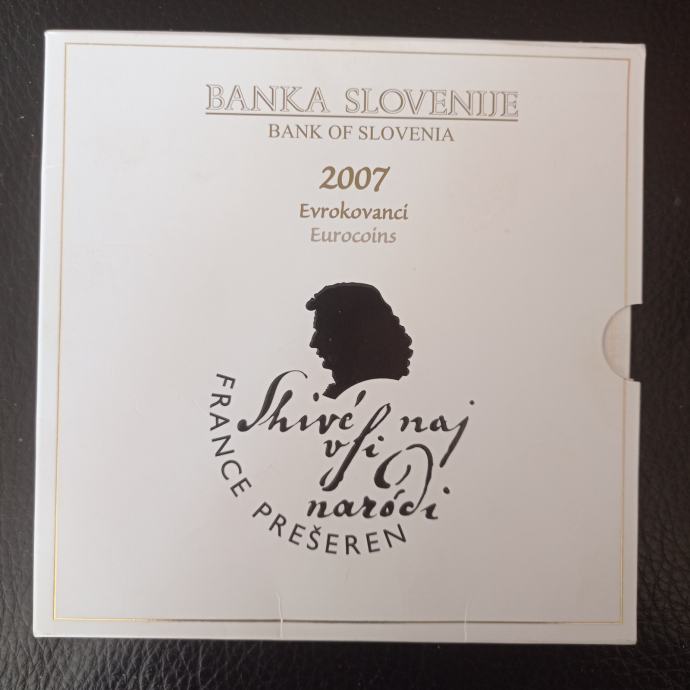 BANKA SLOVENIJE
BANK OF SLOVENIA
2007
Evrokovanci
Eurocoins
Shivé naj
vſi
naródi
FRANCE PREŠEREN